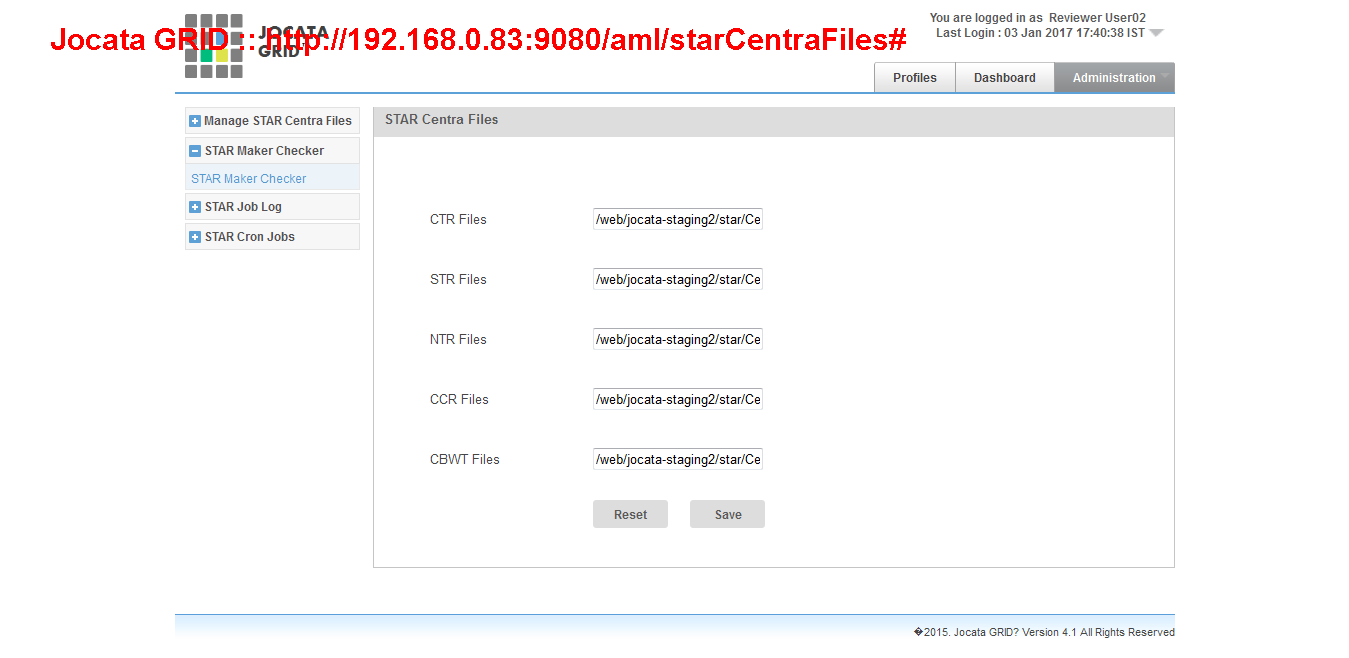 Jocata GRID :: http://192.168.0.83:9080/aml/starCentraFiles#
JOCATA
GRID
You are logged in as Reviewer User02
Last Login : 03 Jan 2017 17:40:38 IST
Profiles
Dashboard
Administration
Manage STAR Centra Files
STAR Maker Checker
STAR Maker Checker
STAR Job Log
STAR Cron Jobs
STAR Centra Files
CTR Files
/web/jocata-staging2/star/Ce
STR Files
/web/jocata-staging2/star/Ce
NTR Files
/web/jocata-staging2/star/Ce
CCR Files
/web/jocata-staging2/star/Ce
CBWT Files
/web/jocata-staging2/star/Ce
Reset
Save
�2015. Jocata GRID? Version 4.1 All Rights Reserved